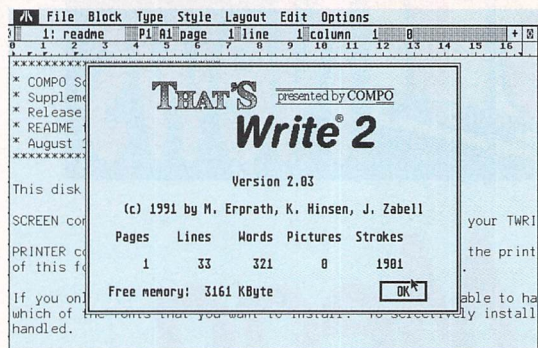 File Block Type Style Layout Edit Options
1: readme P1 A1 page 1 line 1 column 1 0
0 1 2 3 4 5 6 7 8 9 10 11 12 13 14 15 16
* COMPO
* Suppleme
* Release
* README
* August
THAT'S presented by COMPO
Write® 2
Version 2.03
(c) 1991 by M. Erprath, K. Hinsen, J. Zabell
Pages Lines Words Pictures Strokes
1 33 321 0 1901
Free memory: 3161 KByte OK
This disk
SCREEN con your TWRI
PRINTER co the print
of this fo .
If you onl able to ha
which of the fonts that you want to install. To selectively install
handled.